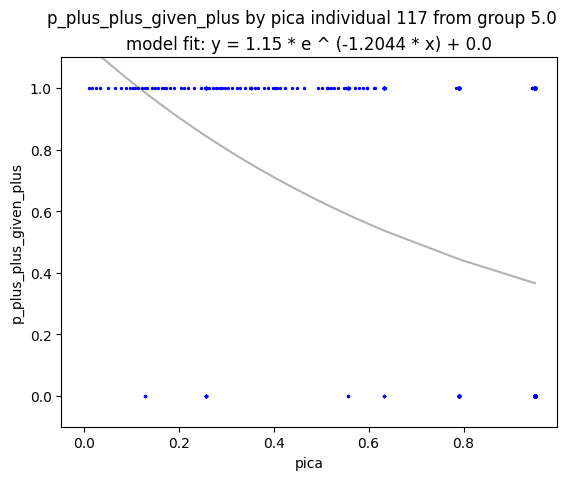 p_plus_plus_given_plus by pica individual 117 from group 5.0
model fit: y = 1.15 * e ^ (-1.2044 * x) + 0.0
1.0
0.8
0.6
0.4
0.2
0.0
p_plus_plus_given_plus
0.0 0.2 0.4 0.6 0.8
pica